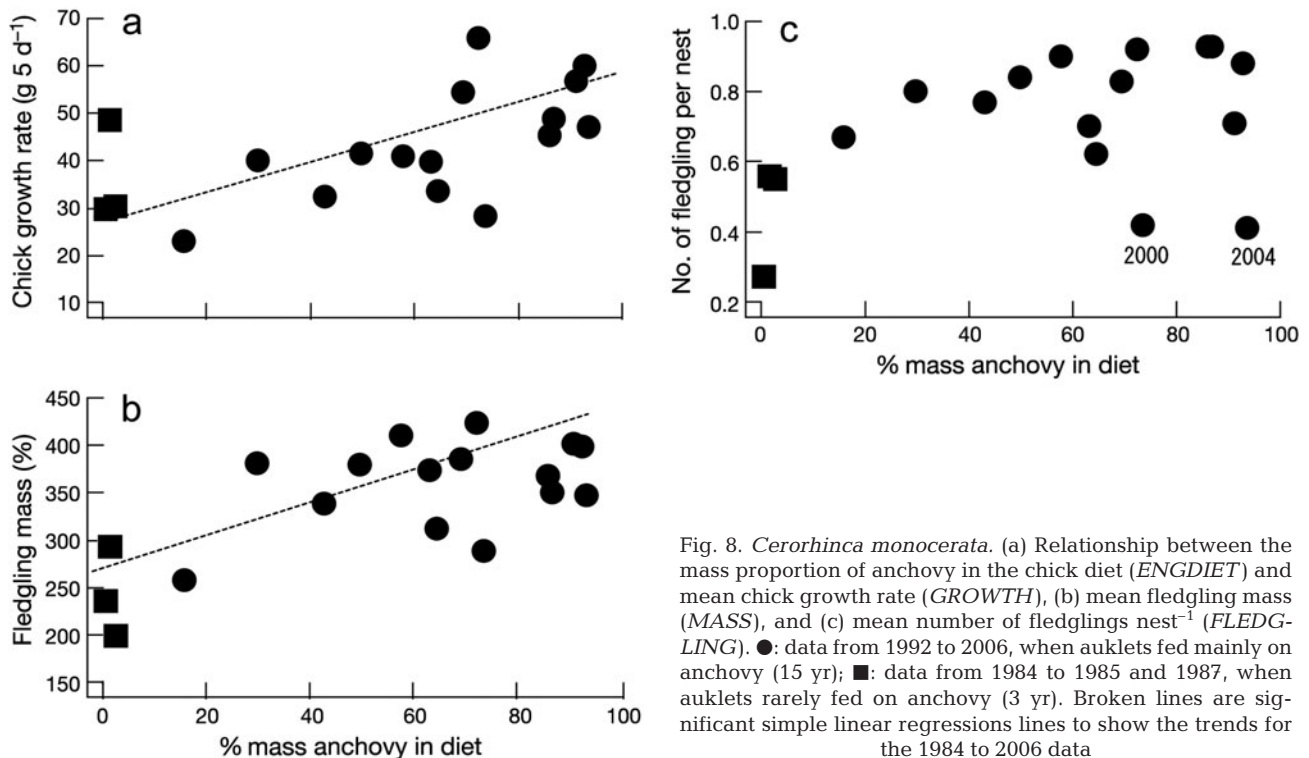 a
Chick growth rate (g 5 d⁻¹)
70
60
50
40
30
20
10
b
Fledgling mass (%)
450
400
350
300
250
200
150
0 20 40 60 80 100
% mass anchovy in diet
c
No. of fledgling per nest
1.0
0.8
0.6
0.4
0.2
2000 2004
0 20 40 60 80 100
% mass anchovy in diet
Fig. 8. Cerorhinca monocerata. (a) Relationship between the
mass proportion of anchovy in the chick diet (ENGDIET) and
mean chick growth rate (GROWTH), (b) mean fledgling mass
(MASS), and (c) mean number of fledglings nest⁻¹ (FLEDG-
LING). ●: data from 1992 to 2006, when auklets fed mainly on
anchovy (15 yr); ■: data from 1984 to 1985 and 1987, when
auklets rarely fed on anchovy (3 yr). Broken lines are sig-
nificant simple linear regressions lines to show the trends for
the 1984 to 2006 data